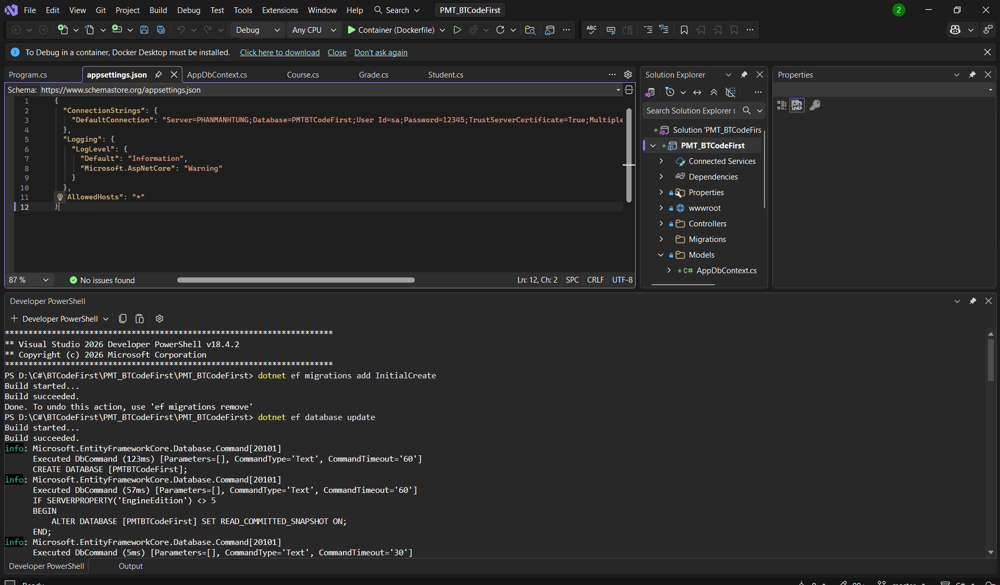 File Edit View Git Project Build Debug Test Tools Extensions Window Help Search PMT_BTCodeFirst 2
Debug Any CPU Container (Dockerfile) ABC
To Debug in a container, Docker Desktop must be installed. Click here to download Close Don't ask again
Program.cs appsettings.json AppDbContext.cs Course.cs Grade.cs Student.cs
Schema: https://www.schemastore.org/appsettings.json
1 {
2 "ConnectionStrings": {
3 "DefaultConnection": "Server=PHANMANHTUNG;Database=PMTBTCodeFirst;User Id=sa;Password=12345;TrustServerCertificate=True;Multiple
4 },
5 "Logging": {
6 "LogLevel": {
7 "Default": "Information",
8 "Microsoft.AspNetCore": "Warning"
9 }
10 },
11 AllowedHosts": "*"
12 }
87 % No issues found Ln: 12, Ch: 2 SPC CRLF UTF-8
Solution Explorer
Search Solution Explorer (
Solution 'PMT_BTCodeFirs
PMT_BTCodeFirst
Connected Services
Dependencies
Properties
wwwroot
Controllers
Migrations
Models
C# AppDbContext.cs
Properties
Developer PowerShell
Developer PowerShell
**********************************************************************
** Visual Studio 2026 Developer PowerShell v18.4.2
** Copyright (c) 2026 Microsoft Corporation
**********************************************************************
PS D:\C#\BTCodeFirst\PMT_BTCodeFirst\PMT_BTCodeFirst> dotnet ef migrations add InitialCreate
Build started...
Build succeeded.
Done. To undo this action, use 'ef migrations remove'
PS D:\C#\BTCodeFirst\PMT_BTCodeFirst\PMT_BTCodeFirst> dotnet ef database update
Build started...
Build succeeded.
info: Microsoft.EntityFrameworkCore.Database.Command[20101]
Executed DbCommand (123ms) [Parameters=[], CommandType='Text', CommandTimeout='60']
CREATE DATABASE [PMTBTCodeFirst];
info: Microsoft.EntityFrameworkCore.Database.Command[20101]
Executed DbCommand (57ms) [Parameters=[], CommandType='Text', CommandTimeout='60']
IF SERVERPROPERTY('EngineEdition') <> 5
BEGIN
ALTER DATABASE [PMTBTCodeFirst] SET READ_COMMITTED_SNAPSHOT ON;
END;
info: Microsoft.EntityFrameworkCore.Database.Command[20101]
Executed DbCommand (5ms) [Parameters=[], CommandType='Text', CommandTimeout='30']
Developer PowerShell Output